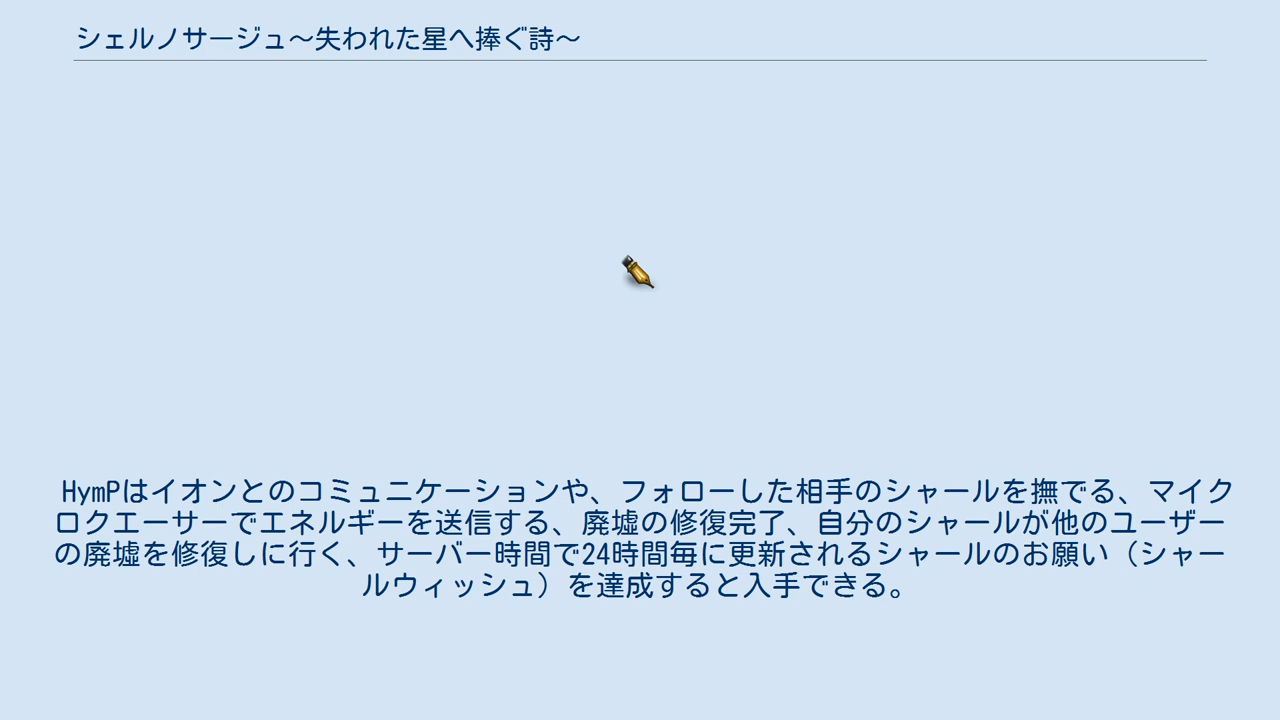 シェルノサージュ〜失われた星へ捧ぐ詩〜
HymPはイオンとのコミュニケーションや、フォローした相手のシャールを撫でる、マイク
ロクエーサーでエネルギーを送信する、廃墟の修復完了、自分のシャールが他のユーザー
の廃墟を修復しに行く、サーバー時間で24時間毎に更新されるシャールのお願い（シャー
ルウィッシュ）を達成すると入手できる。